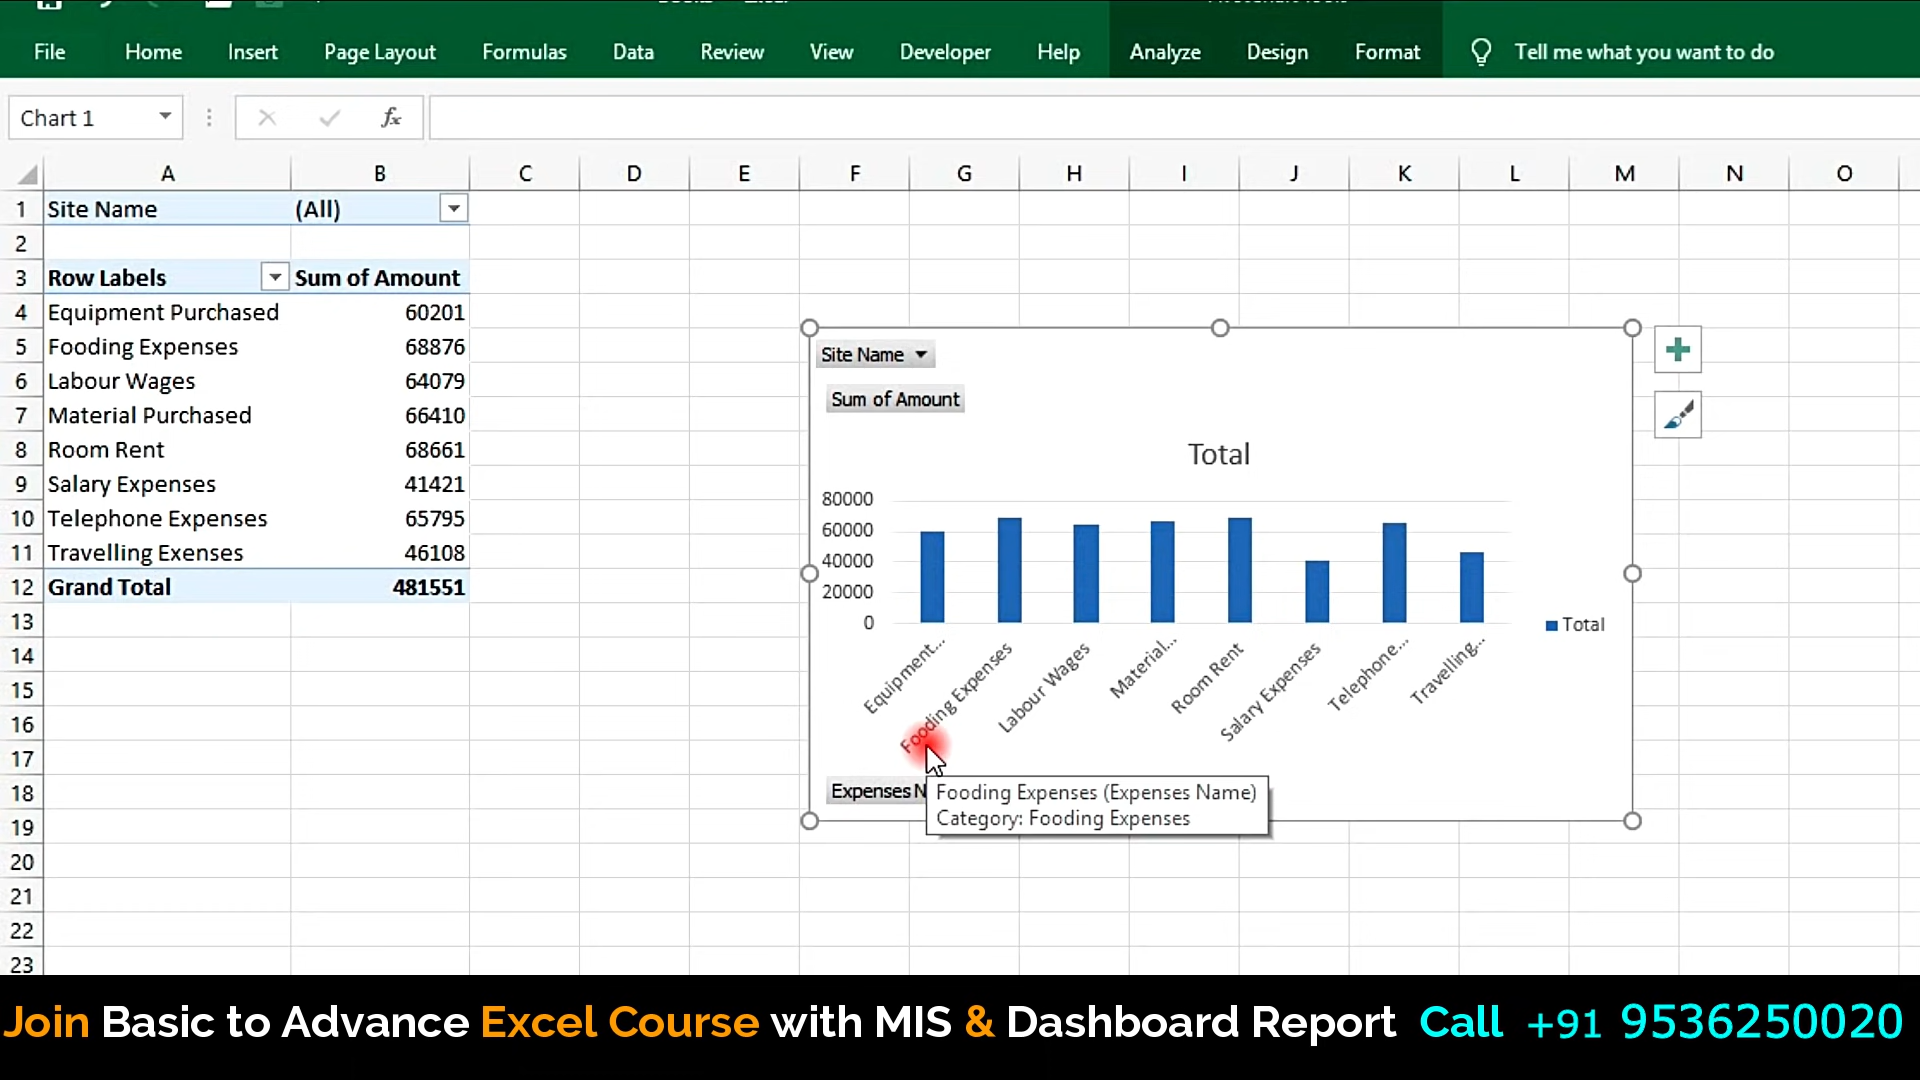 File Home Insert Page Layout Formulas Data Review View Developer Help Analyze Design Format Tell me what you want to do
Chart 1 fx
A B C D E F G H I J K L M N O
1 Site Name (All)
2
3 Row Labels Sum of Amount
4 Equipment Purchased 60201
5 Fooding Expenses 68876
6 Labour Wages 64079
7 Material Purchased 66410
8 Room Rent 68661
9 Salary Expenses 41421
10 Telephone Expenses 65795
11 Travelling Exenses 46108
12 Grand Total 481551
13
14
15
16
17
18
19
20
21
22
23
Site Name
Sum of Amount
Total
80000
60000
40000
20000
0
Equipment... Fooding Expenses Labour Wages Material... Room Rent Salary Expenses Telephone... Travelling...
Total
Expenses N
Fooding Expenses (Expenses Name)
Category: Fooding Expenses
Join Basic to Advance Excel Course with MIS & Dashboard Report Call +91 9536250020